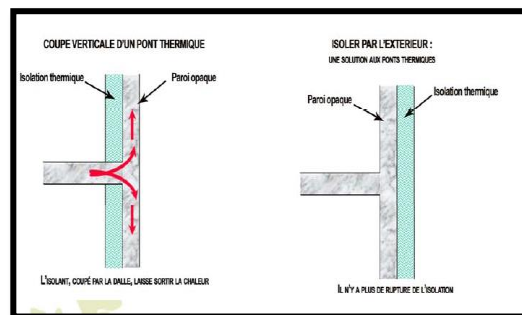 COUPE VERTICALE D'UN PONT THERMIQUE
Isolation thermique
Paroi opaque
L'ISOLANT, COUPÉ PAR LA DALLE, LAISSE SORTIR LA CHALEUR
ISOLER PAR L'EXTERIEUR :
UNE SOLUTION AUX PONTS THERMIQUES
Paroi opaque
Isolation thermique
IL N'Y A PLUS DE RUPTURE DE L'ISOLATION